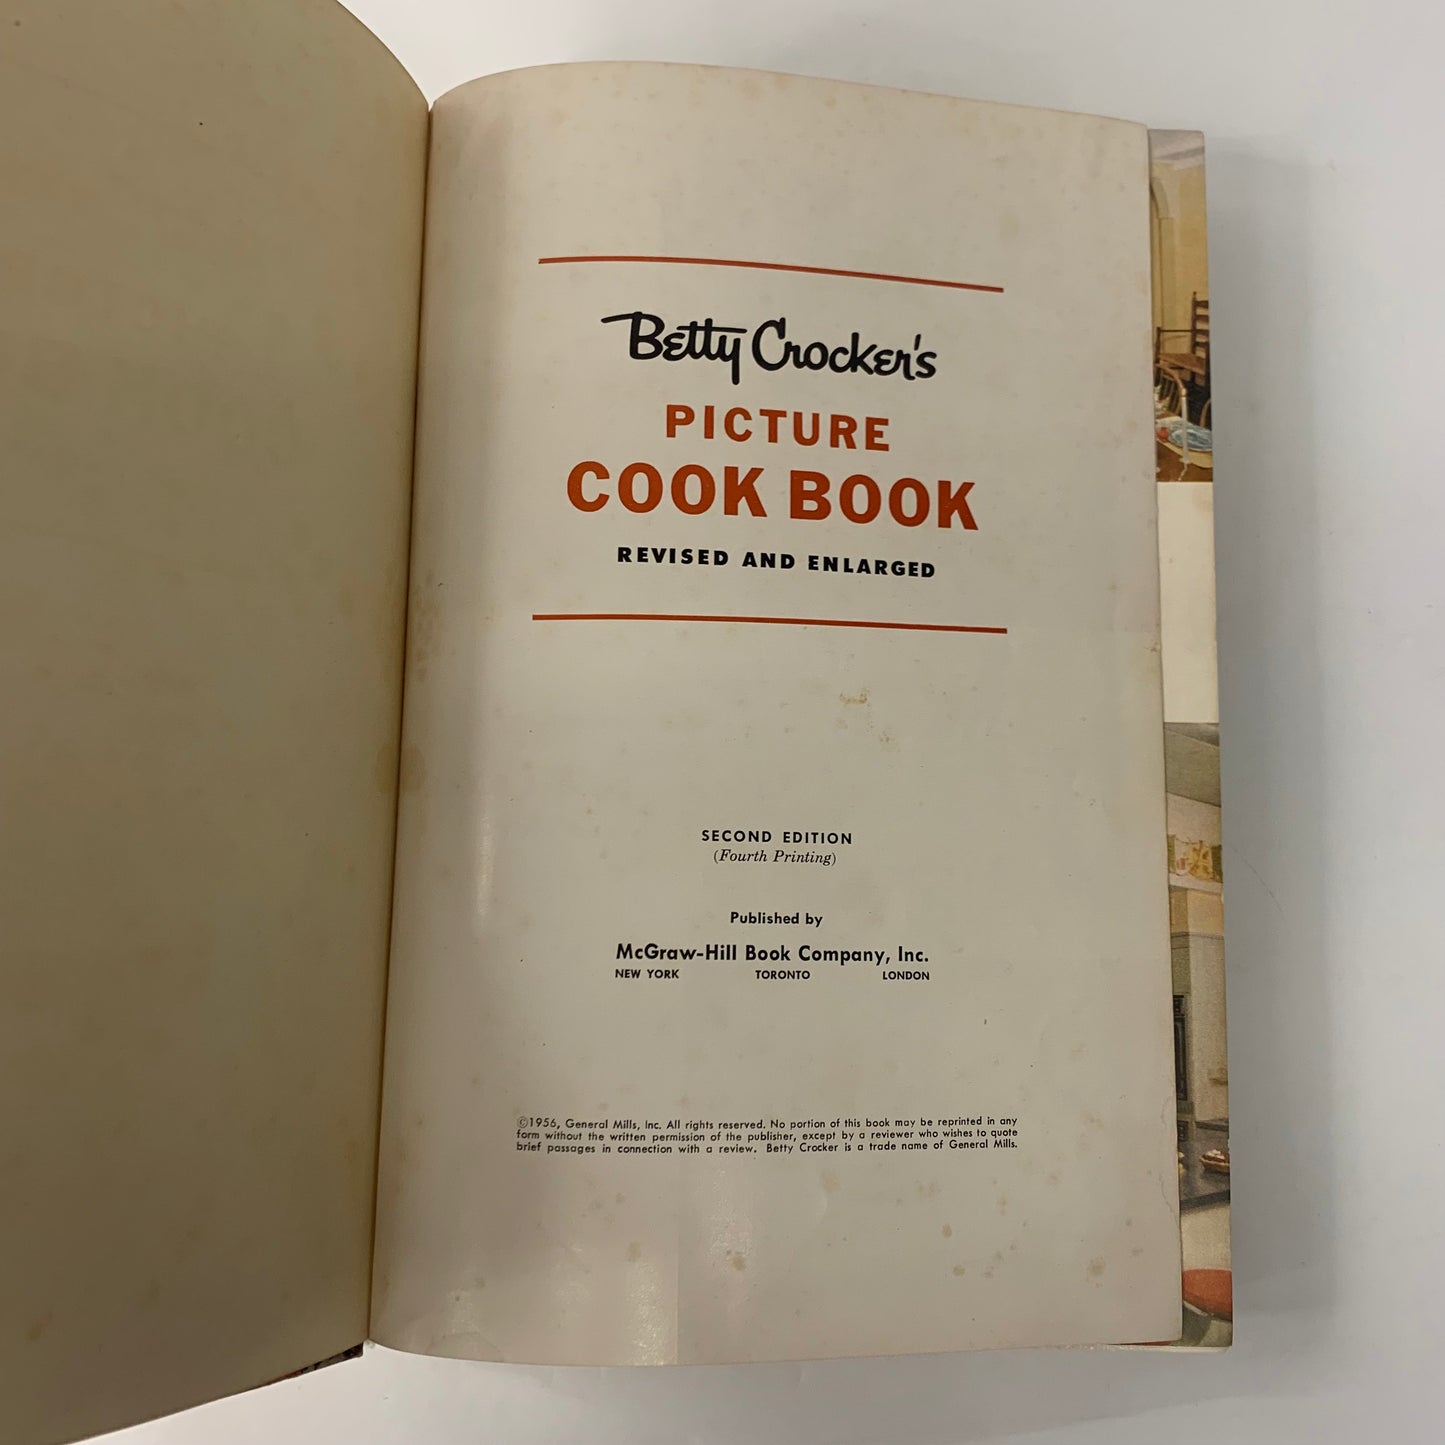 Betty Crocker's
PICTURE
COOK BOOK
REVISED AND ENLARGED
SECOND EDITION
(Fourth Printing)
Published by
McGraw-Hill Book Company, Inc.
NEW YORK TORONTO LONDON
©1956, General Mills, Inc. All rights reserved. No portion of this book may be reprinted in any
form without the written permission of the publisher, except by a reviewer who wishes to quote
brief passages in connection with a review. Betty Crocker is a trade name of General Mills.